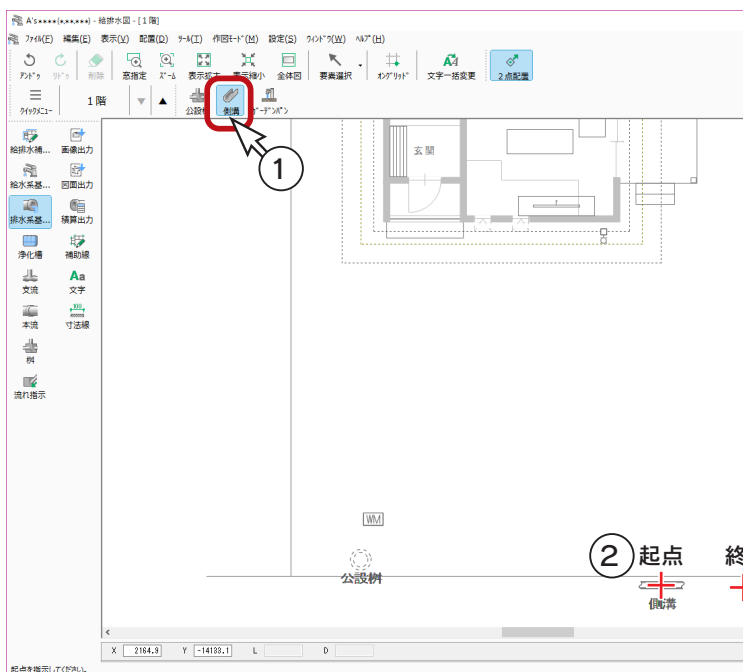 A's****(*,**,***) - 給排水図 - [1階]
ファイル(F) 編集(E) 表示(V) 配置(D) ツール(T) 作図モード(M) 設定(S) ウィンドウ(W) ヘルプ(H)
アンドゥ リドゥ 削除 窓指定 ズーム 表示拡大 表示縮小 全体図 要素選択 オングリッド 文字一括変更 2点配置
クイックメニュー 1階 ▼ ▲ 側溝 ガーデンパン
1
給排水補... 画像出力
給水系基... 図面出力
排水系基... 積算出力
浄化槽 補助線
支流 文字
本流 寸法線
桝
流れ指示
玄関
WM
公設桝
2 起点 終
側溝
X 2164.9 Y -14133.1 L D
起点を指示してください。